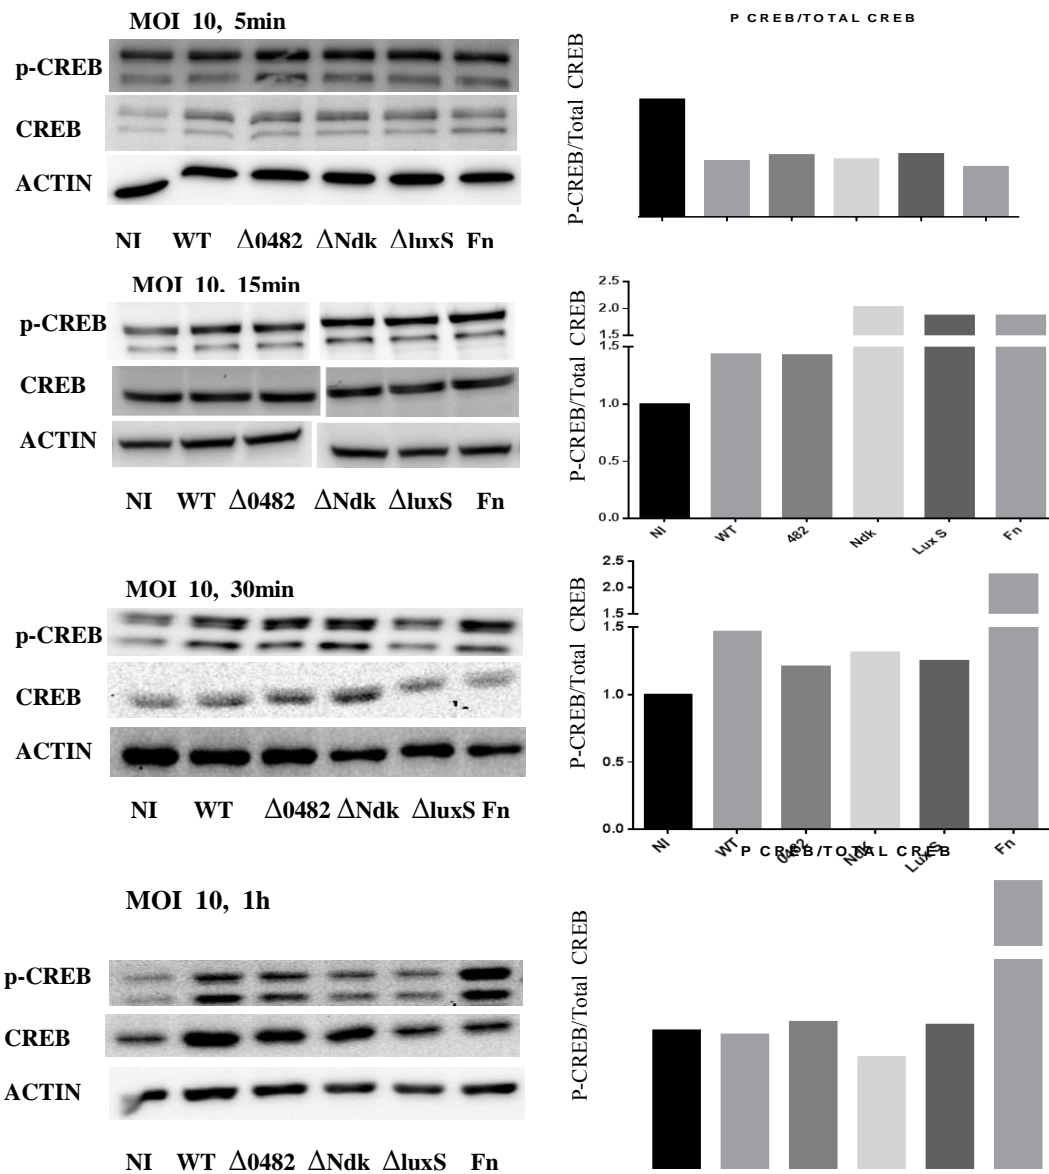 MOI 10, 5min
p-CREB
CREB
ACTIN
NI WT Δ0482 ΔNdk ΔluxS Fn
P CREB/TOTAL CREB
P-CREB/Total CREB
MOI 10, 15min
p-CREB
CREB
ACTIN
NI WT Δ0482 ΔNdk ΔluxS Fn
P-CREB/Total CREB
2.5
2.0
1.5
1.5
1.0
0.5
0.0
NI WT 482 Ndk Lux S Fn
MOI 10, 30min
p-CREB
CREB
ACTIN
NI WT Δ0482 ΔNdk ΔluxS Fn
P-CREB/Total CREB
2.5
2.0
1.5
1.5
1.0
0.5
0.0
NI WT 0482 Ndk Lux S Fn
P CREB/TOTAL CREB
MOI 10, 1h
p-CREB
CREB
ACTIN
NI WT Δ0482 ΔNdk ΔluxS Fn
P-CREB/Total CREB